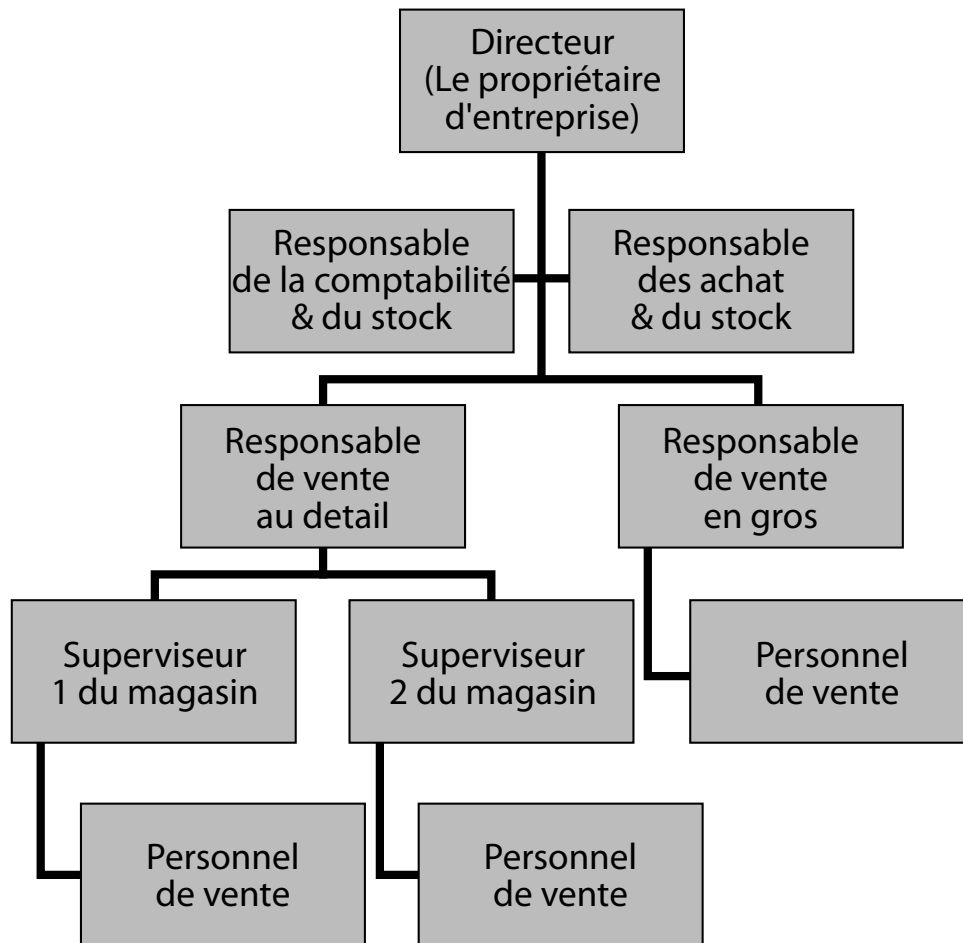 Directeur
(Le propriétaire
d'entreprise)
Responsable
de la comptabilité
& du stock
Responsable
des achat
& du stock
Responsable
de vente
au detail
Responsable
de vente
en gros
Superviseur
1 du magasin
Superviseur
2 du magasin
Personnel
de vente
Personnel
de vente
Personnel
de vente